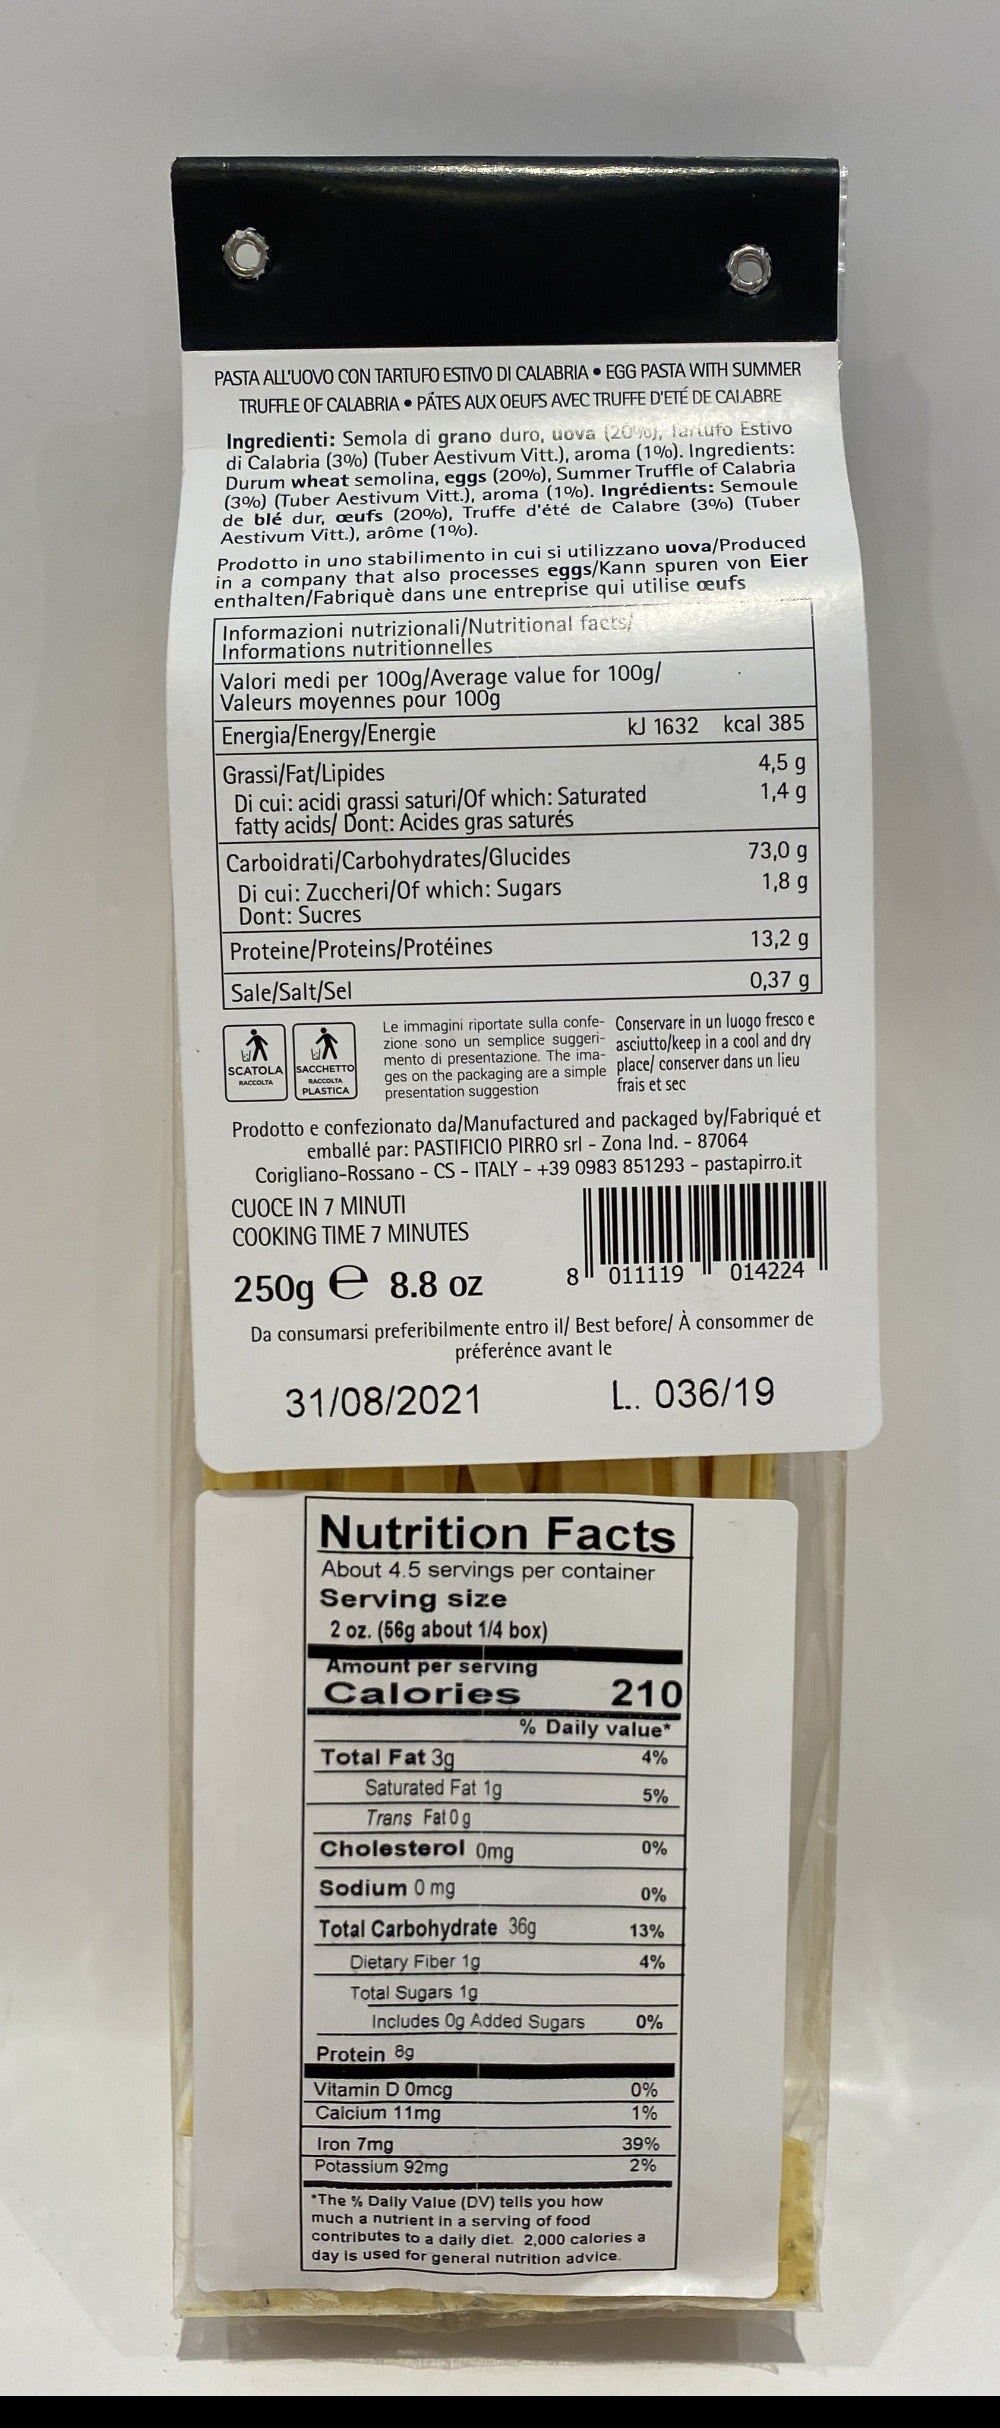 PASTA ALL'UOVO CON TARTUFO ESTIVO DI CALABRIA • EGG PASTA WITH SUMMER
TRUFFLE OF CALABRIA • PÁTES AUX OEUFS AVEC TRUFFE D'ETÉ DE CALABRE
Ingredienti: Semola di grano duro, uova (20%), Tartufo Estivo
di Calabria (3%) (Tuber Aestivum Vitt.), aroma (1%). Ingredients:
Durum wheat semolina, eggs (20%), Summer Truffle of Calabria
(3%) (Tuber Aestivum Vitt.), aroma (1%). Ingrédients: Semoule
de blé dur, œufs (20%), Truffe d'été de Calabre (3%) (Tuber
Aestivum Vitt.), arôme (1%).
Prodotto in uno stabilimento in cui si utilizzano uova/Produced
in a company that also processes eggs/Kann spuren von Eier
enthalten/Fabriquè dans une entreprise qui utilise œufs
Informazioni nutrizionali/Nutritional facts/
Informations nutritionnelles
Valori medi per 100g/Average value for 100g/
Valeurs moyennes pour 100g
Energia/Energy/Energie kJ 1632 kcal 385
Grassi/Fat/Lipides 4,5 g
Di cui: acidi grassi saturi/Of which: Saturated 1,4 g
fatty acids/ Dont: Acides gras saturés
Carboidrati/Carbohydrates/Glucides 73,0 g
Di cui: Zuccheri/Of which: Sugars 1,8 g
Dont: Sucres
Proteine/Proteins/Protéines 13,2 g
Sale/Salt/Sel 0,37 g
SCATOLA
RACCOLTA
SACCHETTO
RACCOLTA
PLASTICA
Le immagini riportate sulla confe-
zione sono un semplice suggeri-
mento di presentazione. The ima-
ges on the packaging are a simple
presentation suggestion
Conservare in un luogo fresco e
asciutto/keep in a cool and dry
place/ conserver dans un lieu
frais et sec
Prodotto e confezionato da/Manufactured and packaged by/Fabriqué et
emballé par: PASTIFICIO PIRRO srl - Zona Ind. - 87064
Corigliano-Rossano - CS - ITALY - +39 0983 851293 - pastapirro.it
CUOCE IN 7 MINUTI
COOKING TIME 7 MINUTES
250g ℮ 8.8 oz
8 011119 014224
Da consumarsi preferibilmente entro il/ Best before/ À consommer de
préferénce avant le
31/08/2021 L. 036/19
Nutrition Facts
About 4.5 servings per container
Serving size
2 oz. (56g about 1/4 box)
Amount per serving
Calories 210
% Daily value*
Total Fat 3g 4%
Saturated Fat 1g 5%
Trans Fat 0 g
Cholesterol 0mg 0%
Sodium 0 mg 0%
Total Carbohydrate 36g 13%
Dietary Fiber 1g 4%
Total Sugars 1g
Includes 0g Added Sugars 0%
Protein 8g
Vitamin D 0mcg 0%
Calcium 11mg 1%
Iron 7mg 39%
Potassium 92mg 2%
*The % Daily Value (DV) tells you how
much a nutrient in a serving of food
contributes to a daily diet. 2,000 calories a
day is used for general nutrition advice.